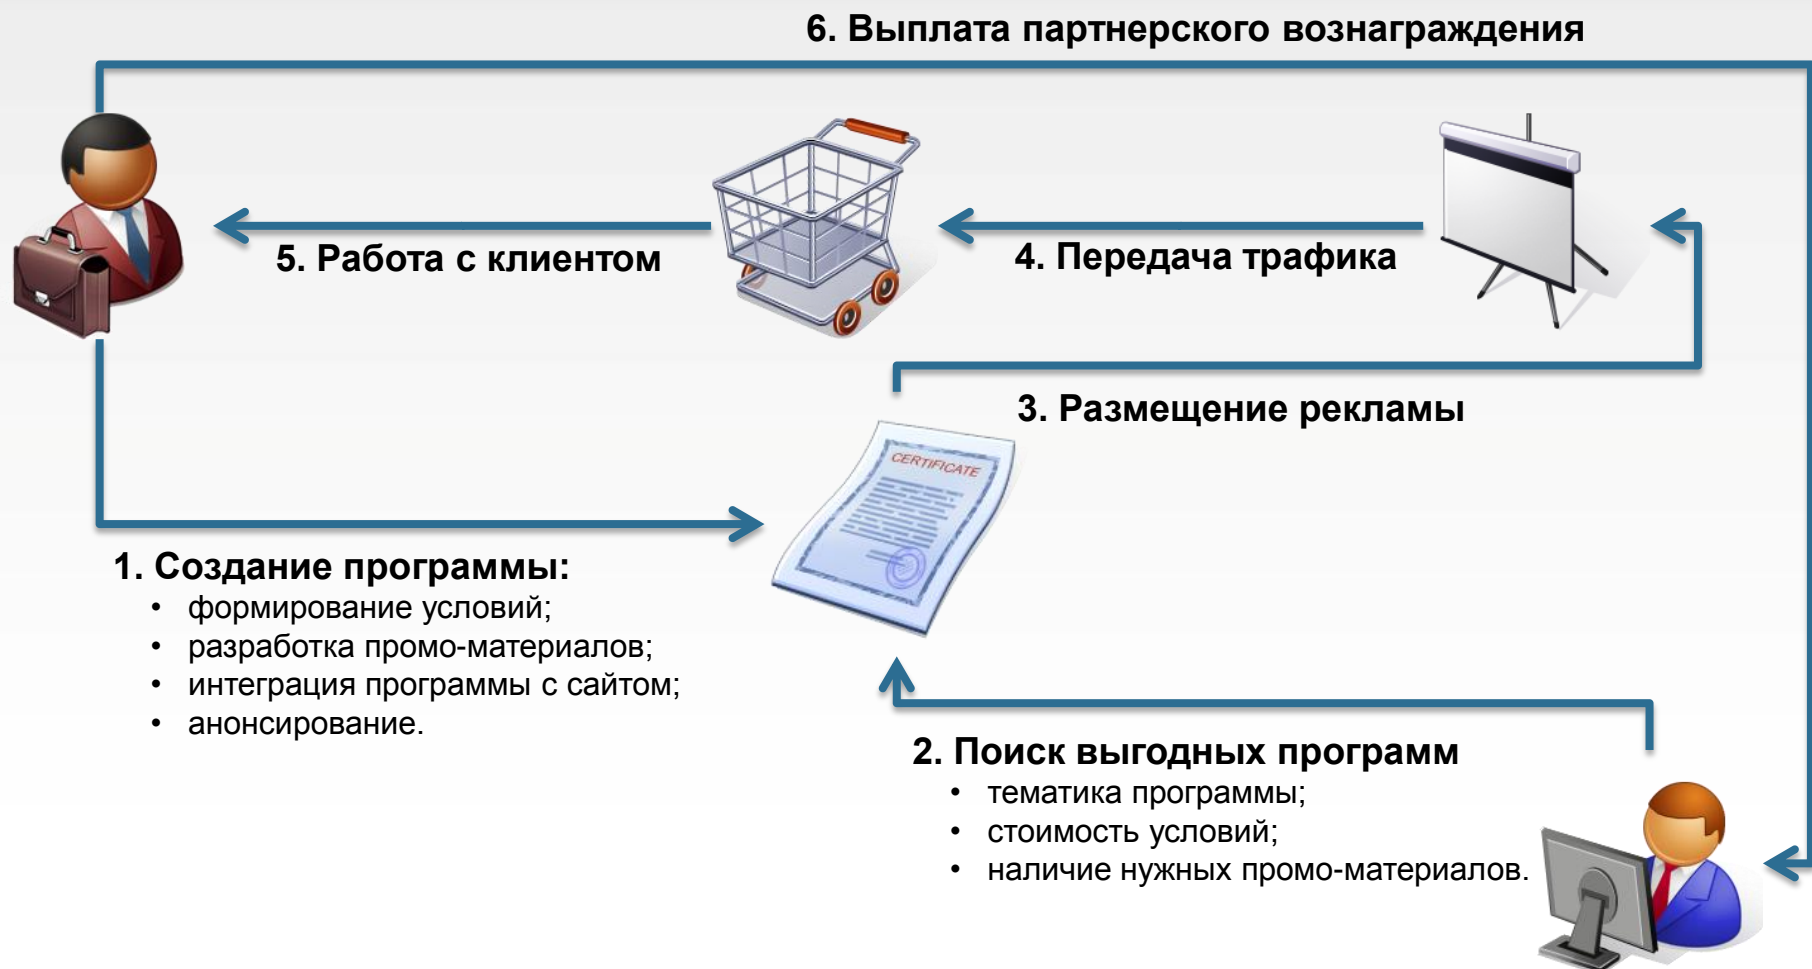 6. Выплата партнерского вознаграждения
5. Работа с клиентом
4. Передача трафика
3. Размещение рекламы
CERTIFICATE
1. Создание программы:
• формирование условий;
• разработка промо-материалов;
• интеграция программы с сайтом;
• анонсирование.
2. Поиск выгодных программ
• тематика программы;
• стоимость условий;
• наличие нужных промо-материалов.